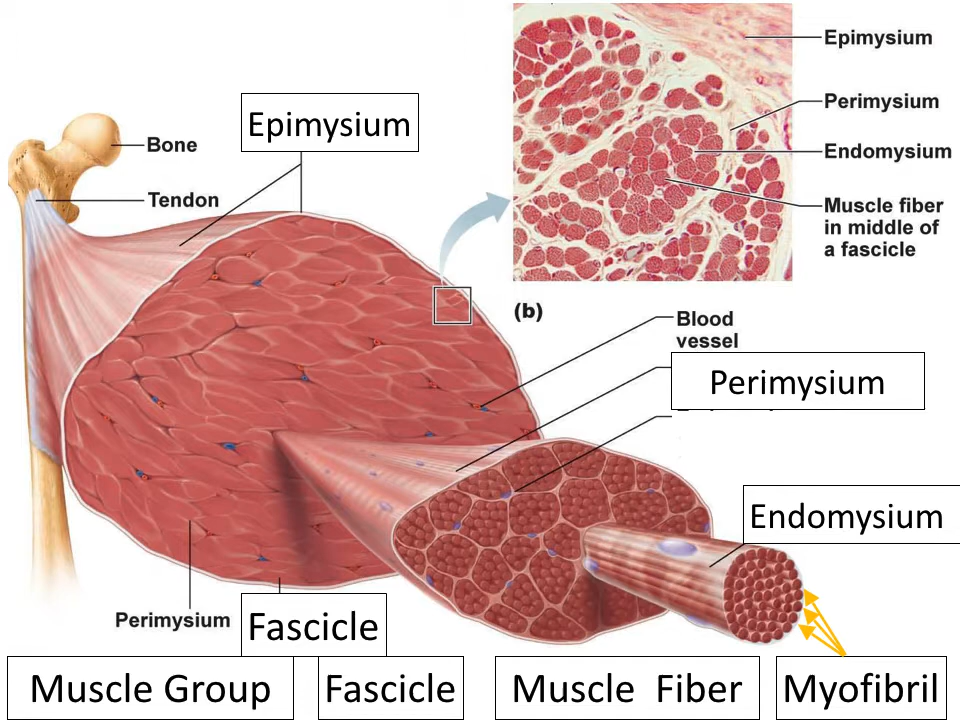 Epimysium
Perimysium
Endomysium
Muscle fiber
in middle of
a fascicle
Epimysium
Bone
Tendon
(b)
Blood
vessel
Perimysium
Endomysium
Perimysium
Fascicle
Muscle Group
Fascicle
Muscle Fiber
Myofibril